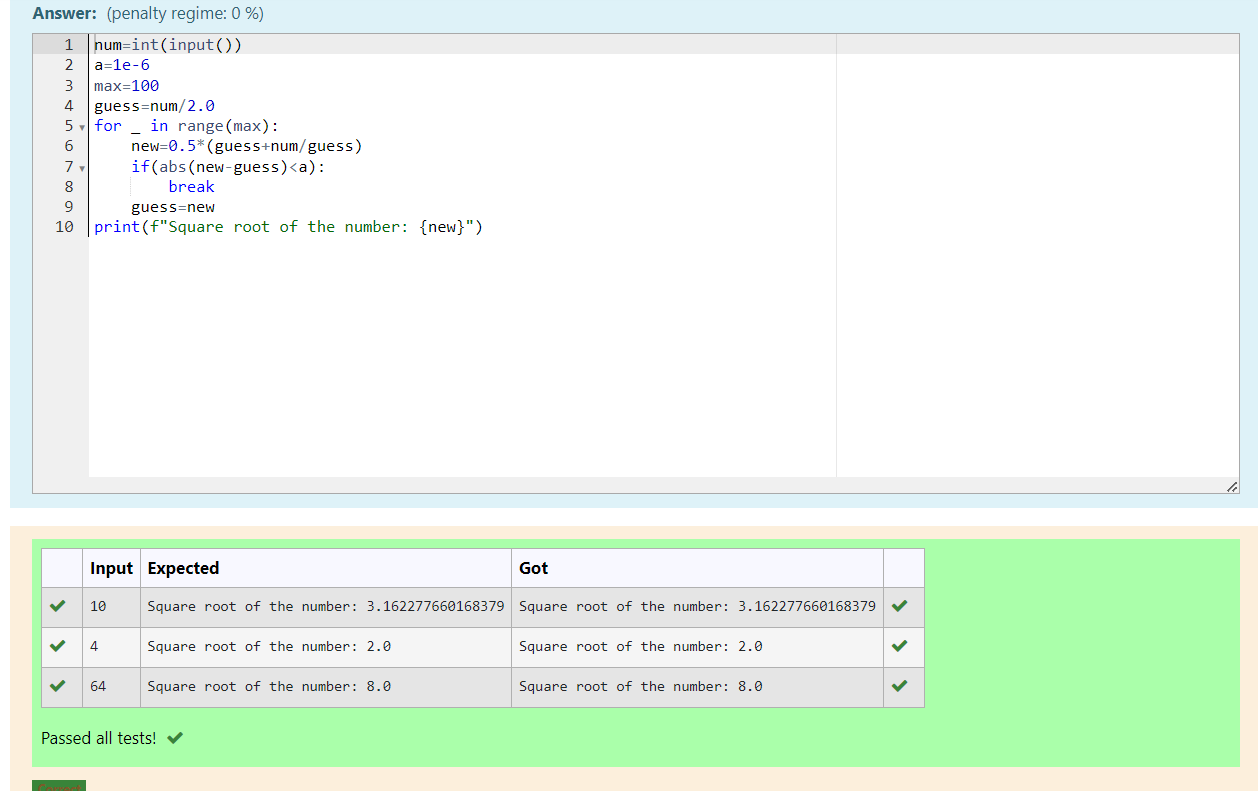 Answer: (penalty regime: 0 %)
1 num=int(input())
2 a=1e-6
3 max=100
4 guess=num/2.0
5 for _ in range(max):
6     new=0.5*(guess+num/guess)
7     if(abs(new-guess)<a):
8         break
9     guess=new
10 print(f"Square root of the number: {new}")
Input Expected Got
10 Square root of the number: 3.162277660168379 Square root of the number: 3.162277660168379
4 Square root of the number: 2.0 Square root of the number: 2.0
64 Square root of the number: 8.0 Square root of the number: 8.0
Passed all tests!